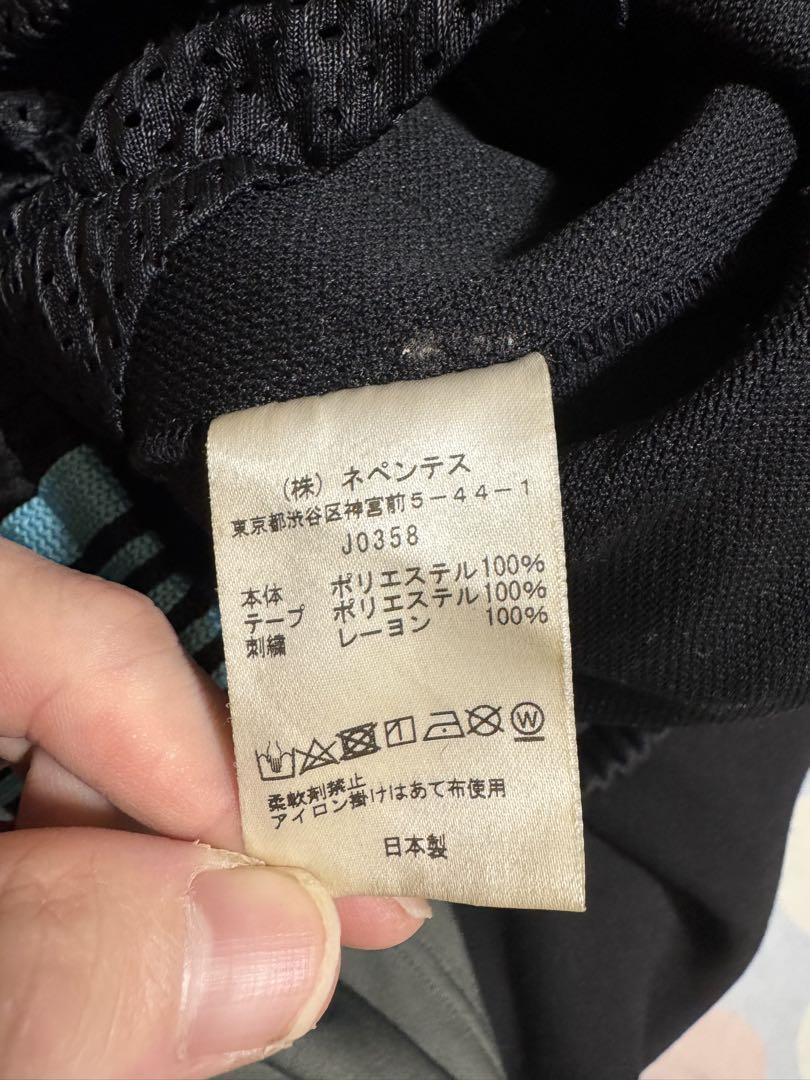 (株) ネペンテス
東京都渋谷区神宮前5-44-1
J0358
本体 ポリエステル100%
テープ ポリエステル100%
刺繍 レーヨン 100%
W
柔軟剤禁止
アイロン掛けはあて布使用
日本製